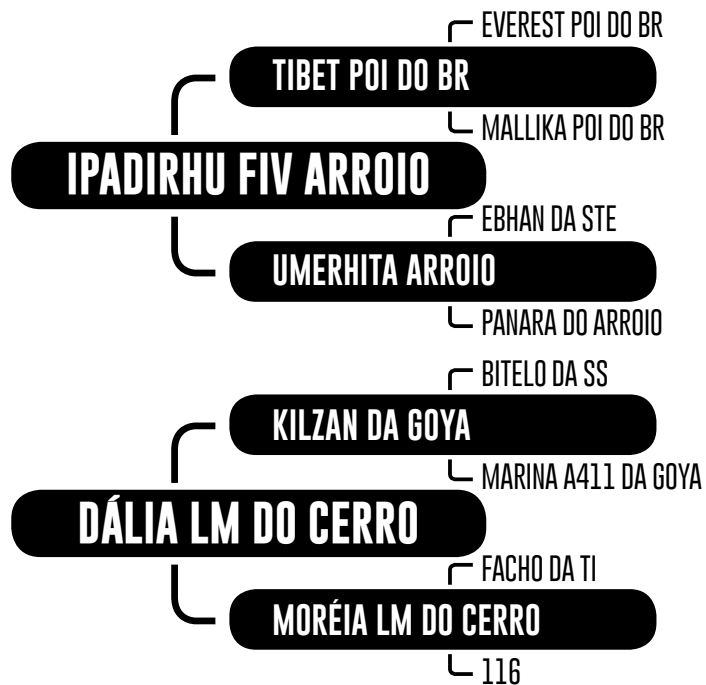 EVEREST POI DO BR
TIBET POI DO BR
MALLIKA POI DO BR
IPADIRHU FIV ARROIO
EBHAN DA STE
UMERHITA ARROIO
PANARA DO ARROIO
BITELO DA SS
KILZAN DA GOYA
MARINA A411 DA GOYA
DÁLIA LM DO CERRO
FACHO DA TI
MORÉIA LM DO CERRO
116